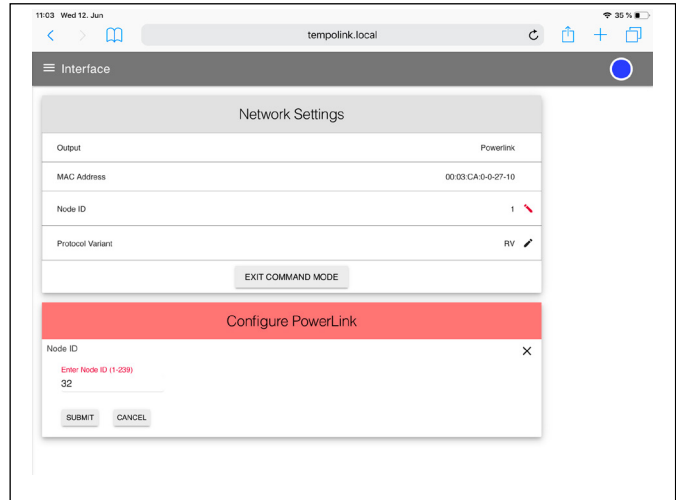 11:03 Wed 12. Jun 35 %
tempolink.local
Interface
Network Settings
Output Powerlink
MAC Address 00:03:CA:0-0-27-10
Node ID 1
Protocol Variant RV
EXIT COMMAND MODE
Configure PowerLink
Node ID
Enter Node ID (1-239)
32
SUBMIT CANCEL